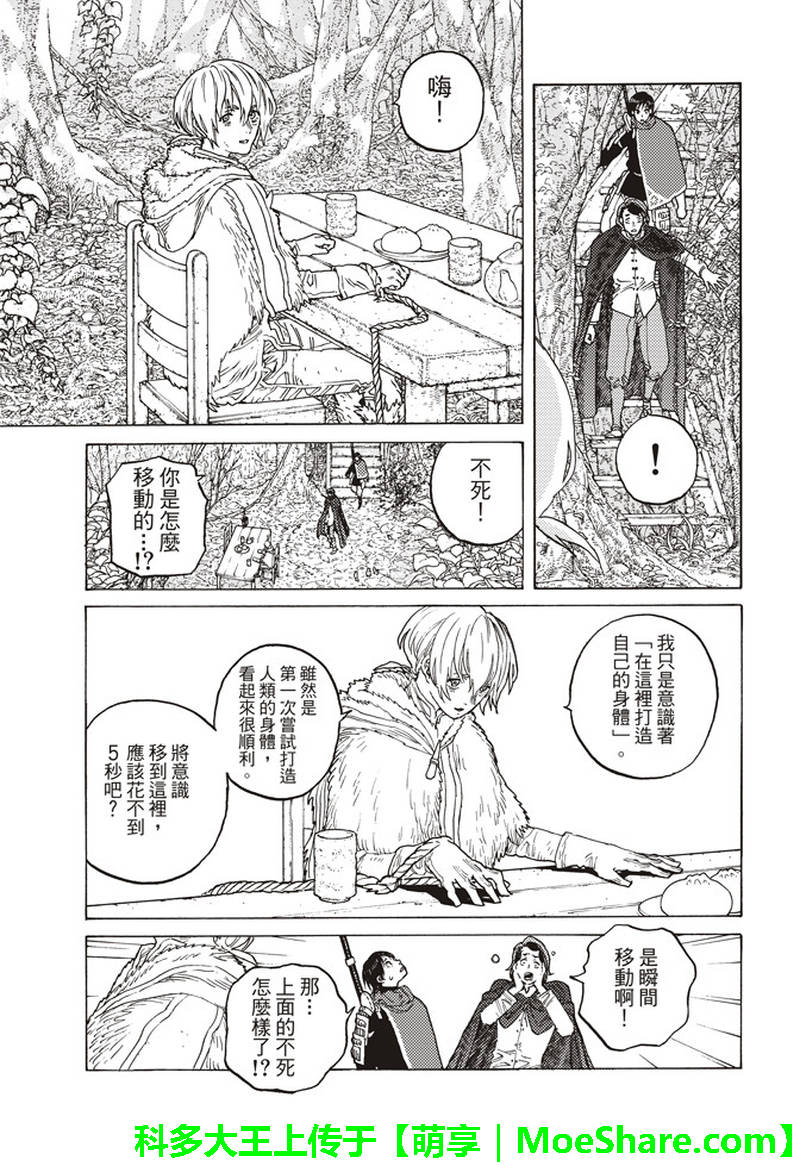 ！
嗨！
不死！
你是怎麼
移動的…!?
我只是意識著
「在這裡打造
自己的身體」。
雖然是
第一次嘗試打造
人類的身體，
看起來很順利。
將意識
移到這裡，
應該花不到
5秒吧？
是瞬間
移動啊！
那…
上面的不死
怎麼樣了!?
科多大王上传于【萌享｜MoeShare.com】